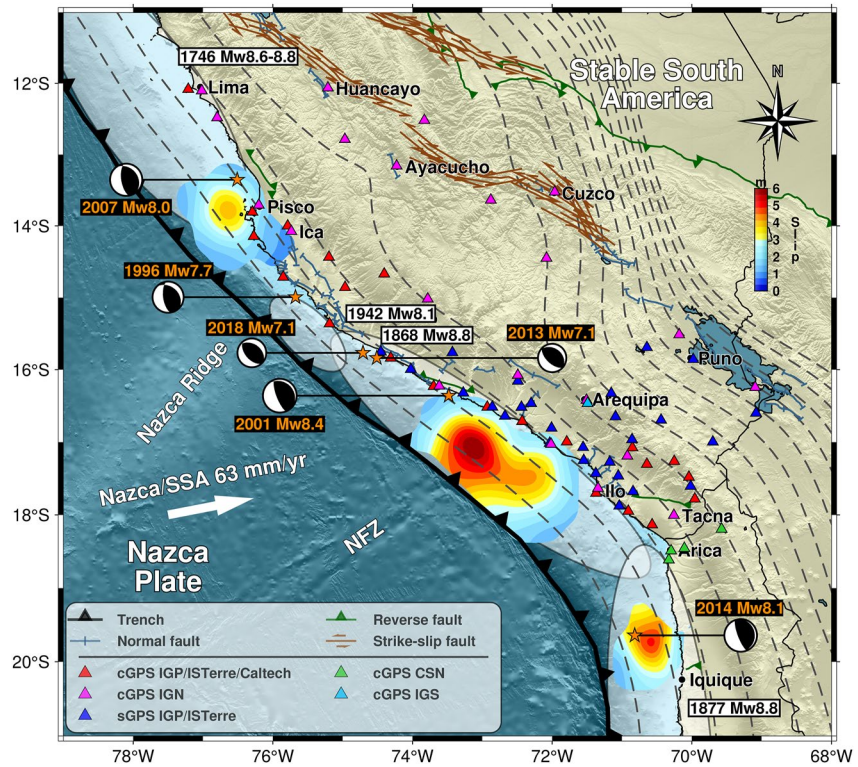 1746 Mw8.6-8.8
Stable South
America
N
12°S
Lima
Huancayo
Ayacucho
Cuzco
m
6
5
4
3
2
1
0
Slip
2007 Mw8.0
Pisco
14°S
Ica
1996 Mw7.7
1942 Mw8.1
2018 Mw7.1
1868 Mw8.8
2013 Mw7.1
Puno
16°S
Nazca Ridge
2001 Mw8.4
Arequipa
Nazca/SSA 63 mm/yr
Ilo
18°S
Tacna
NFZ
Arica
Nazca
Plate
2014 Mw8.1
Trench
Reverse fault
Normal fault
Strike-slip fault
20°S
cGPS IGP/ISTerre/Caltech
cGPS CSN
cGPS IGN
cGPS IGS
sGPS IGP/ISTerre
Iquique
1877 Mw8.8
78°W
76°W
74°W
72°W
70°W
68°W